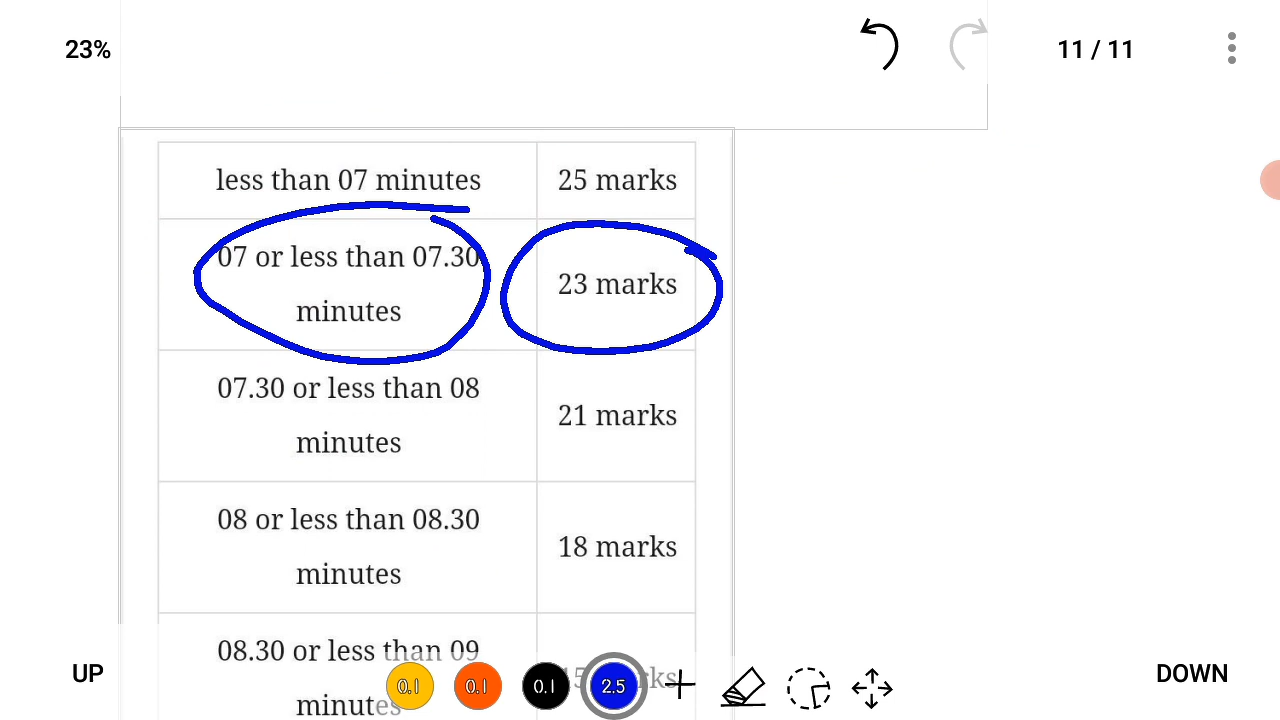 23%
11 / 11
less than 07 minutes
25 marks
07 or less than 07.30
minutes
23 marks
07.30 or less than 08
minutes
21 marks
08 or less than 08.30
minutes
18 marks
08.30 or less than 09
minutes
UP
0.1
0.1
0.1
2.5
DOWN